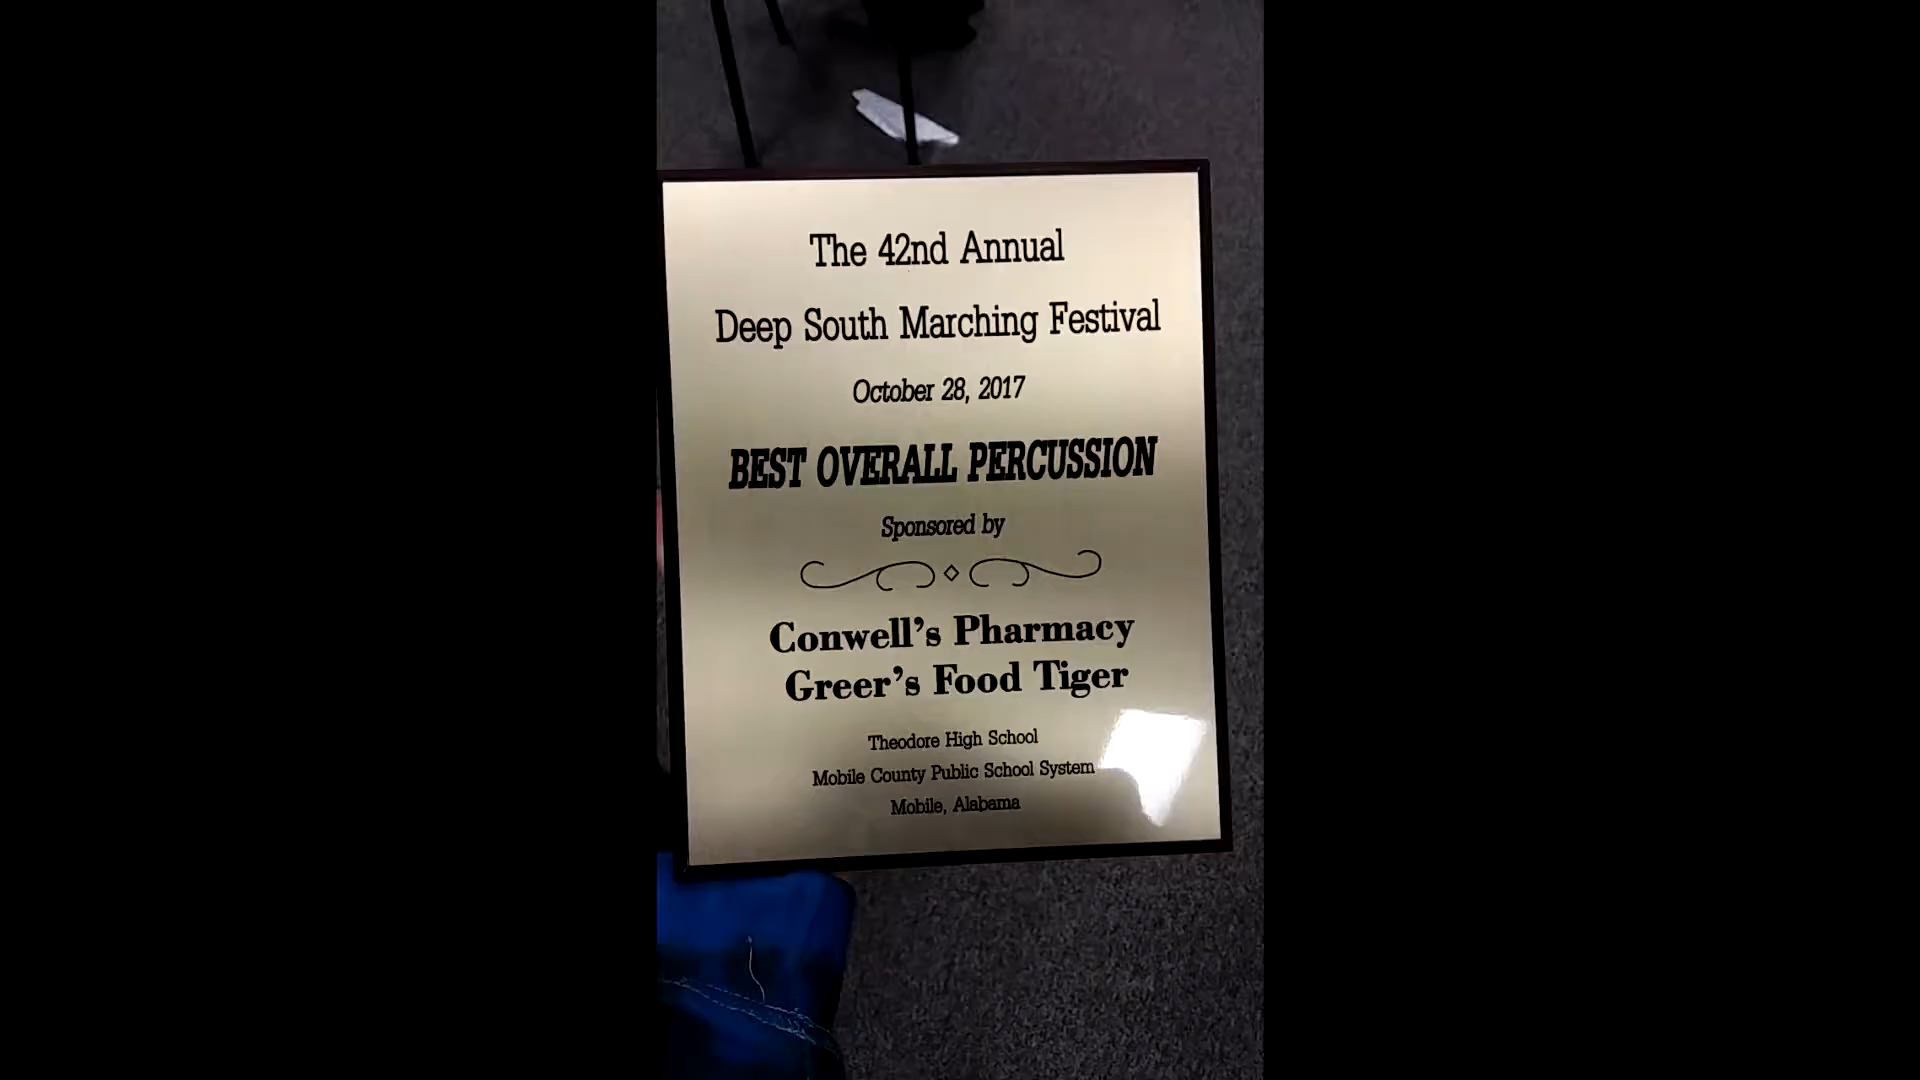 The 42nd Annual
Deep South Marching Festival
October 28, 2017
BEST OVERALL PERCUSSION
Sponsored by
Conwell's Pharmacy
Greer's Food Tiger
Theodore High School
Mobile County Public School System
Mobile, Alabama